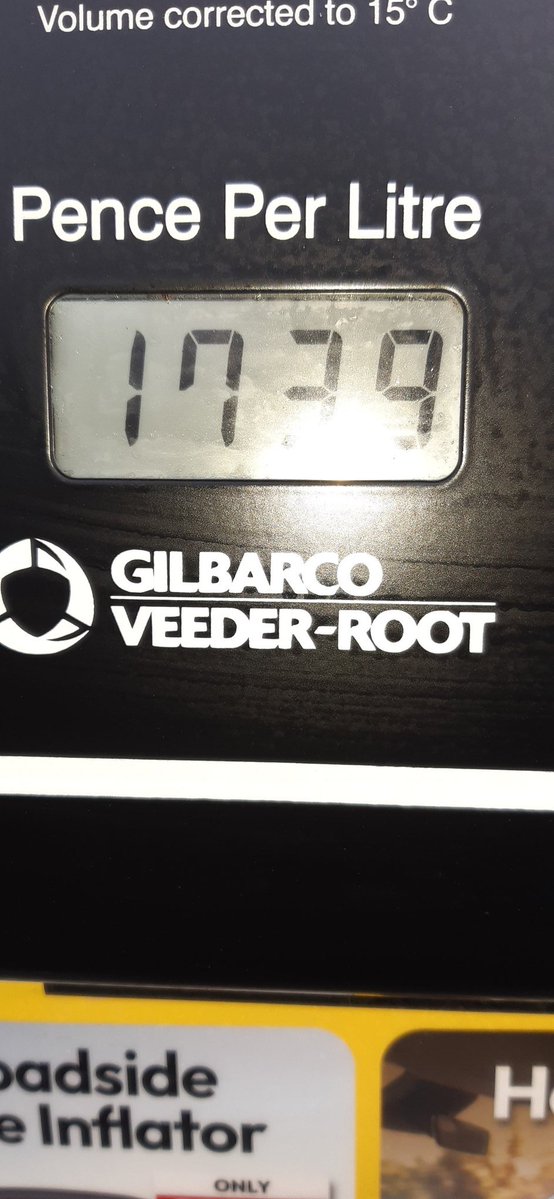 Volume corrected to 15° C
Pence Per Litre
1739
GILBARCO
VEEDER-ROOT
oadside
e Inflator
ONLY
H